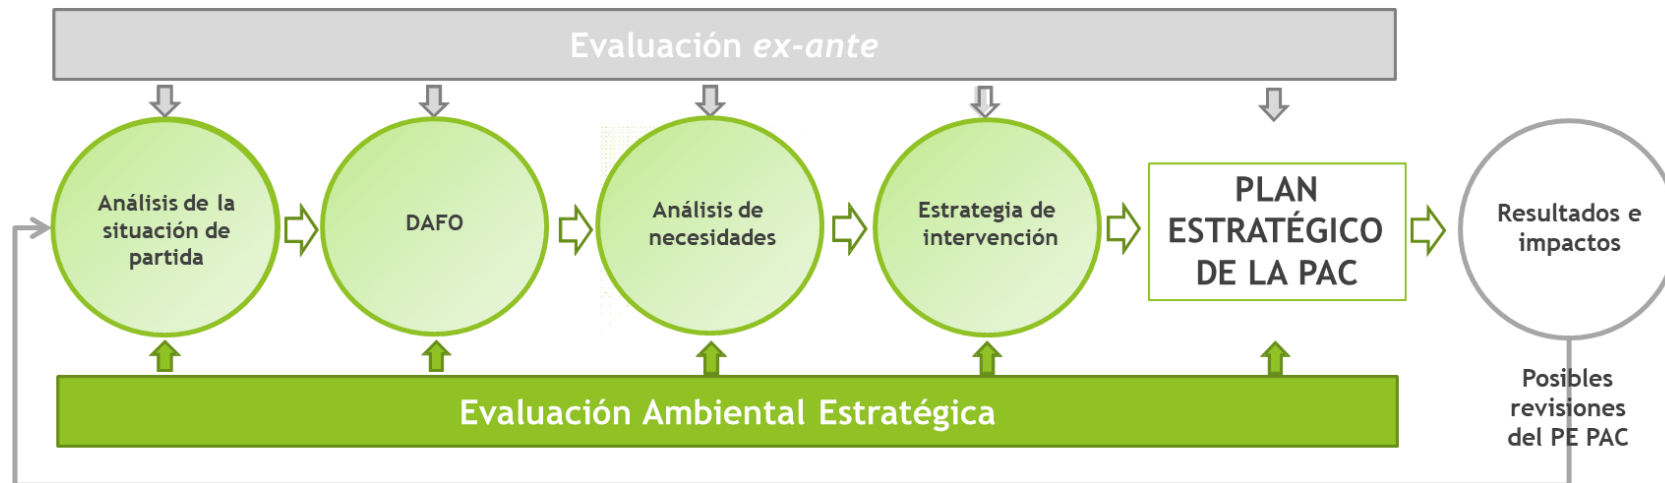 Evaluación ex-ante
Análisis de la
situación de
partida
DAFO
Análisis de
necesidades
Estrategia de
intervención
PLAN
ESTRATÉGICO
DE LA PAC
Resultados e
impactos
Evaluación Ambiental Estratégica
Posibles
revisiones
del PE PAC